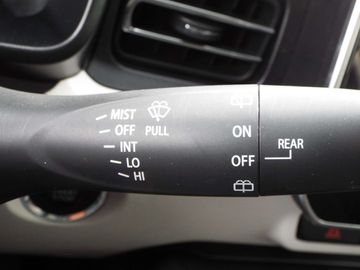 MIST
OFF PULL
INT
LO
HI
ON
OFF
REAR